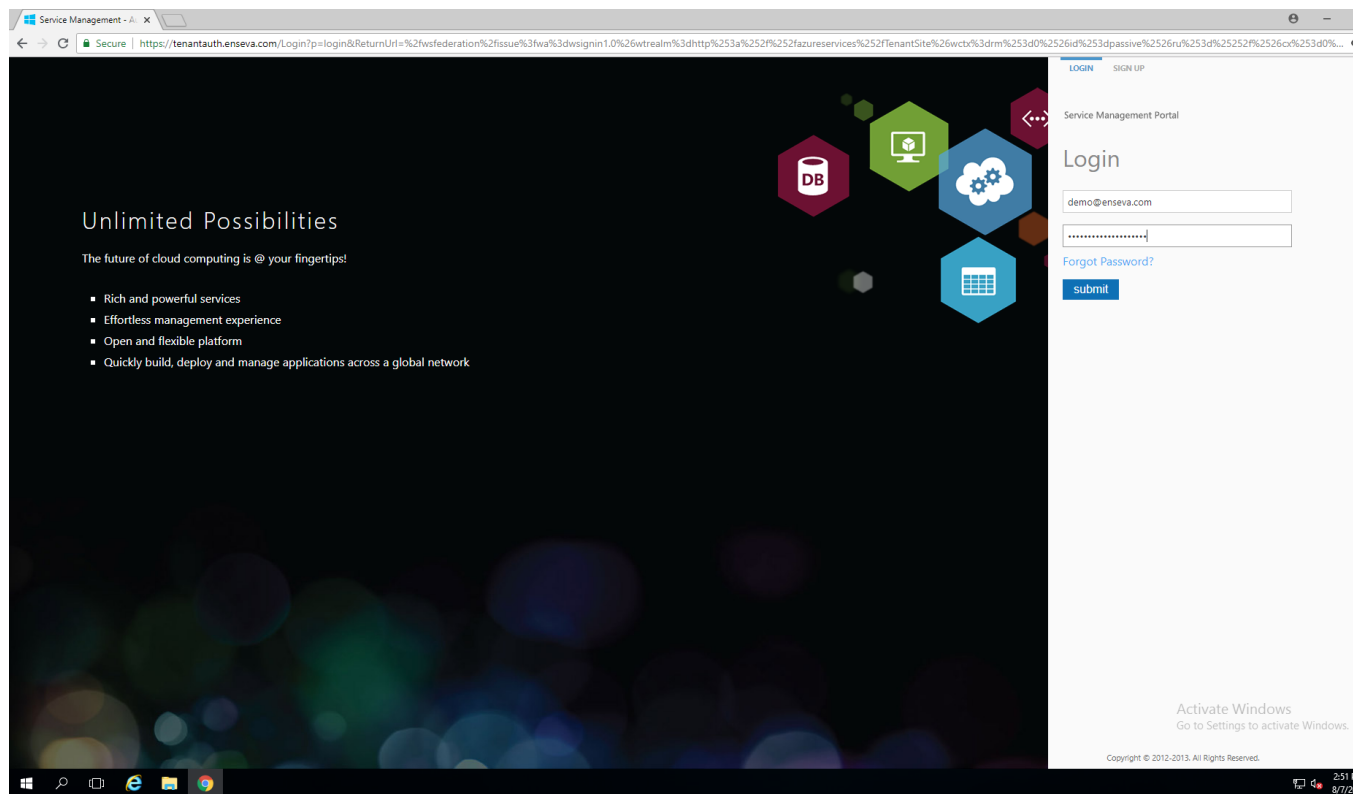 Service Management - A
Secure | https://tenantauth.enseva.com/Login?p=login&ReturnUrl=%2fwsfederation%2fissue%3fwa%3dwsignin1.0%26wtrealm%3dhttp%253a%252f%252fazureservices%252fTenantSite%26wctx%3drm%253d0%2526id%253dpassive%2526ru%253d%25252f%2526cx%253d0%...
LOGIN SIGN UP
Service Management Portal
Login
demo@enseva.com
Forgot Password?
submit
DB
Unlimited Possibilities
The future of cloud computing is @ your fingertips!
Rich and powerful services
Effortless management experience
Open and flexible platform
Quickly build, deploy and manage applications across a global network
Activate Windows
Go to Settings to activate Windows.
Copyright © 2012-2013. All Rights Reserved.
2:51
8/7/2